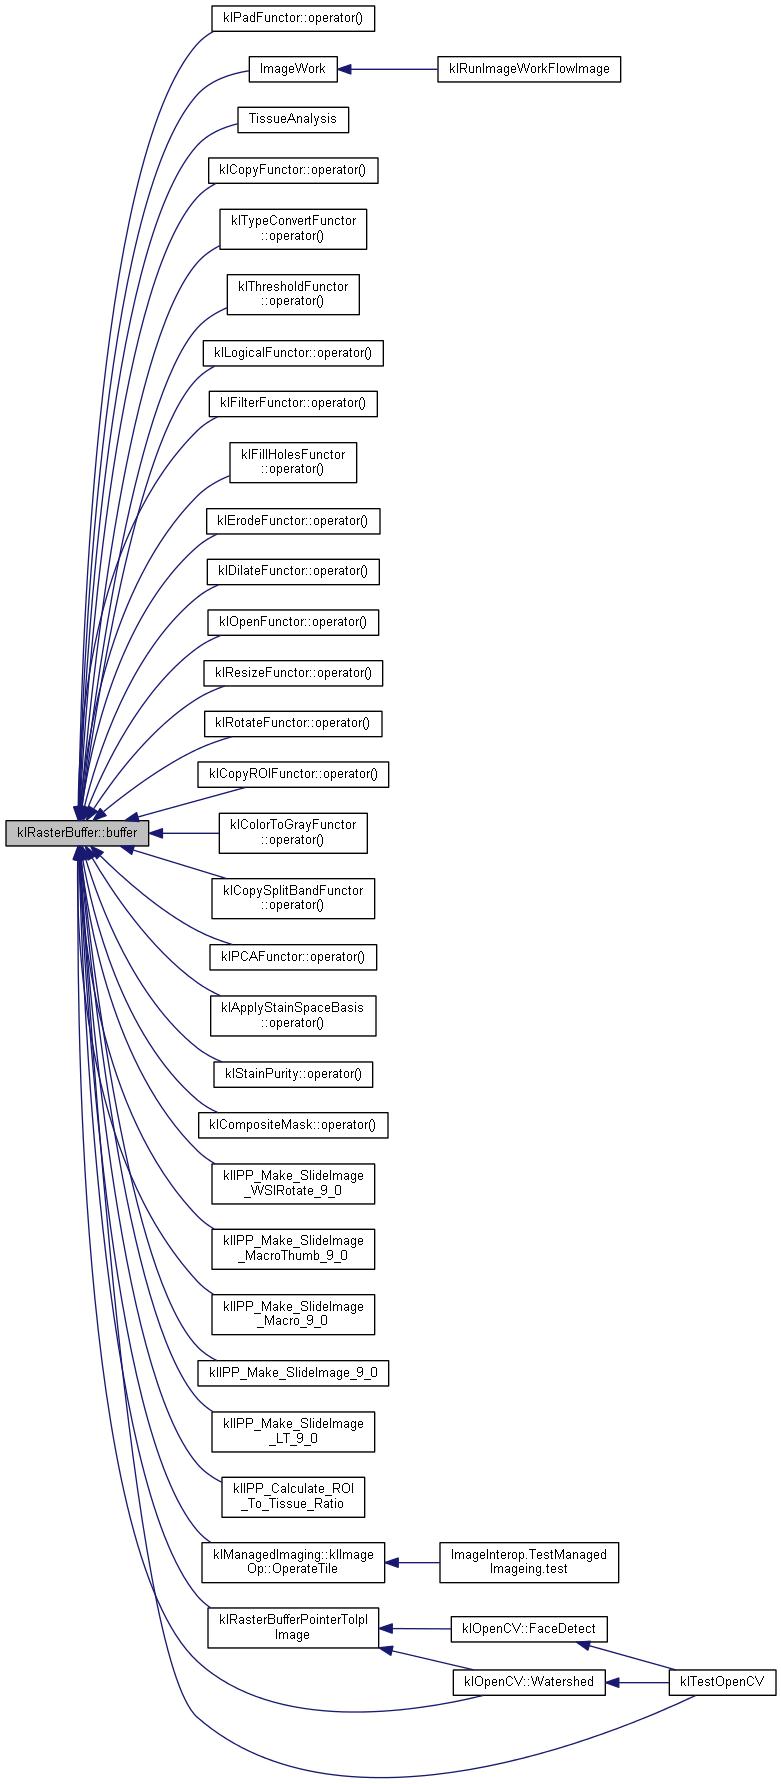 klPadFunctor::operator()
ImageWork
klRunImageWorkFlowImage
TissueAnalysis
klCopyFunctor::operator()
klTypeConvertFunctor
::operator()
klThresholdFunctor
::operator()
klLogicalFunctor::operator()
klFilterFunctor::operator()
klFillHolesFunctor
::operator()
klErodeFunctor::operator()
klDilateFunctor::operator()
klOpenFunctor::operator()
klResizeFunctor::operator()
klRotateFunctor::operator()
klCopyROIFunctor::operator()
klRasterBuffer::buffer
klColorToGrayFunctor
::operator()
klCopySplitBandFunctor
::operator()
klPCAFunctor::operator()
klApplyStainSpaceBasis
::operator()
klStainPurity::operator()
klCompositeMask::operator()
klIPP_Make_SlideImage
_WSIRotate_9_0
klIPP_Make_SlideImage
_MacroThumb_9_0
klIPP_Make_SlideImage
_Macro_9_0
klIPP_Make_SlideImage_9_0
klIPP_Make_SlideImage
_LT_9_0
klIPP_Calculate_ROI
_To_Tissue_Ratio
klManagedImaging::klImage
Op::OperateTile
ImageInterop.TestManaged
Imageing.test
klRasterBufferPointerToIpl
Image
klOpenCV::FaceDetect
klOpenCV::Watershed
klTestOpenCV